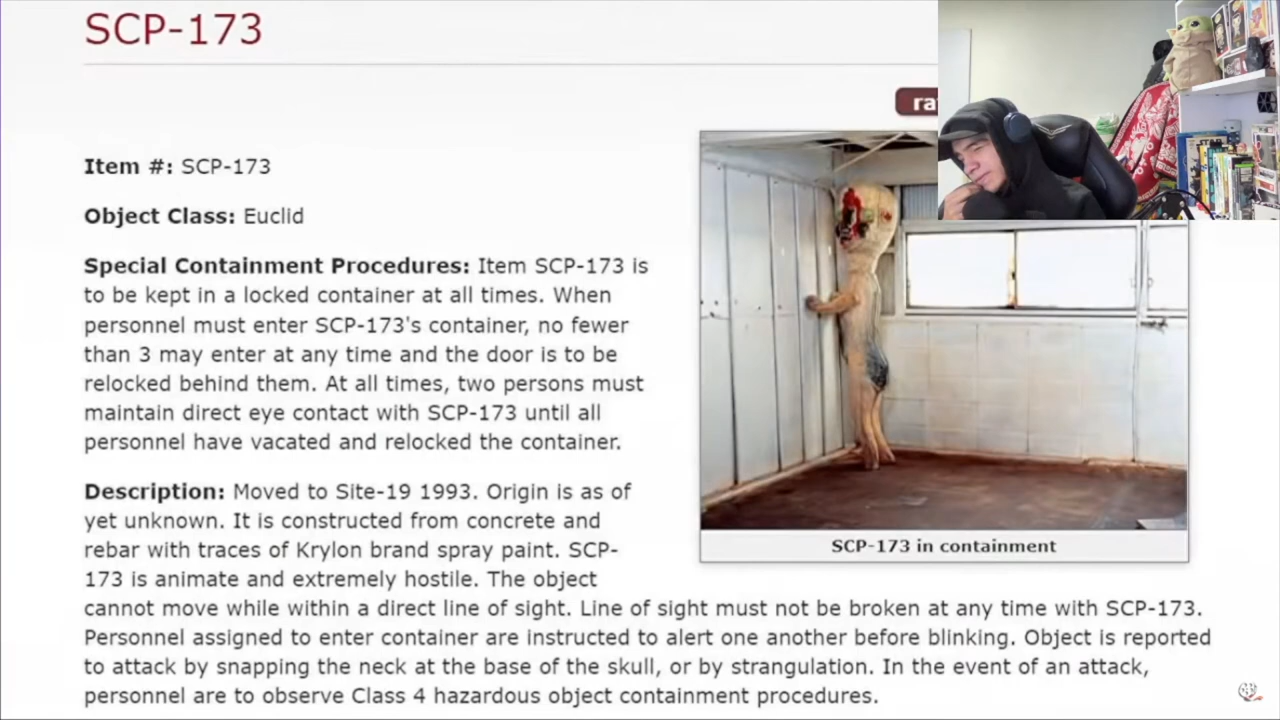 SCP-173
ra
Item #: SCP-173
Object Class: Euclid
Special Containment Procedures: Item SCP-173 is
to be kept in a locked container at all times. When
personnel must enter SCP-173's container, no fewer
than 3 may enter at any time and the door is to be
relocked behind them. At all times, two persons must
maintain direct eye contact with SCP-173 until all
personnel have vacated and relocked the container.
Description: Moved to Site-19 1993. Origin is as of
yet unknown. It is constructed from concrete and
rebar with traces of Krylon brand spray paint. SCP-
173 is animate and extremely hostile. The object
cannot move while within a direct line of sight. Line of sight must not be broken at any time with SCP-173.
Personnel assigned to enter container are instructed to alert one another before blinking. Object is reported
to attack by snapping the neck at the base of the skull, or by strangulation. In the event of an attack,
personnel are to observe Class 4 hazardous object containment procedures.
SCP-173 in containment